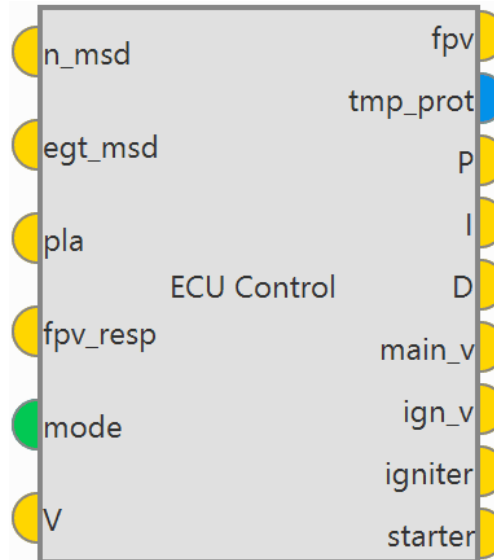 n_msd
egt_msd
pla
fpv_resp
mode
V
ECU Control
fpv
tmp_prot
P
I
D
main_v
ign_v
igniter
starter